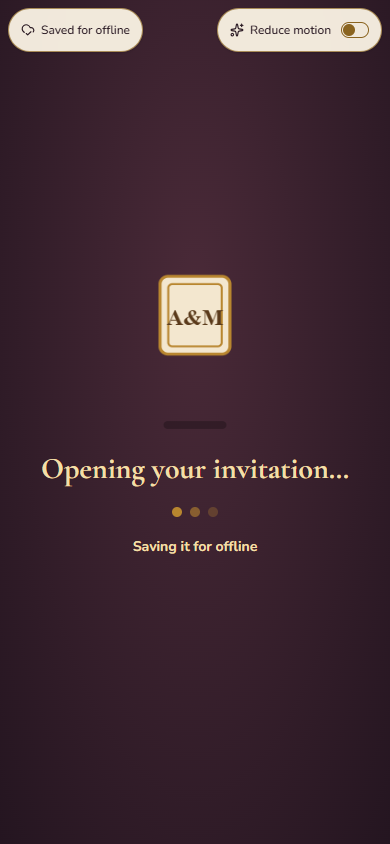 Saved for offline
Reduce motion
A&M
Opening your invitation...
Saving it for offline